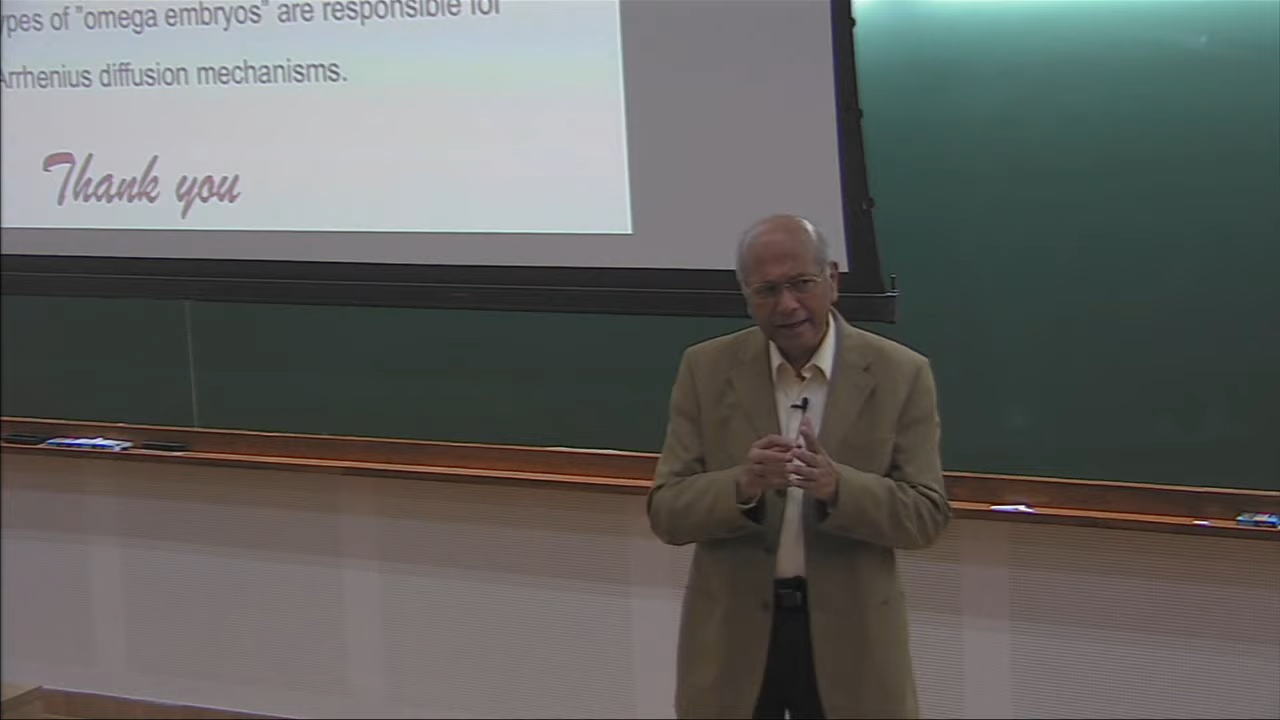 ypes of "omega embryos" are responsible for
Arrhenius diffusion mechanisms.
Thank you